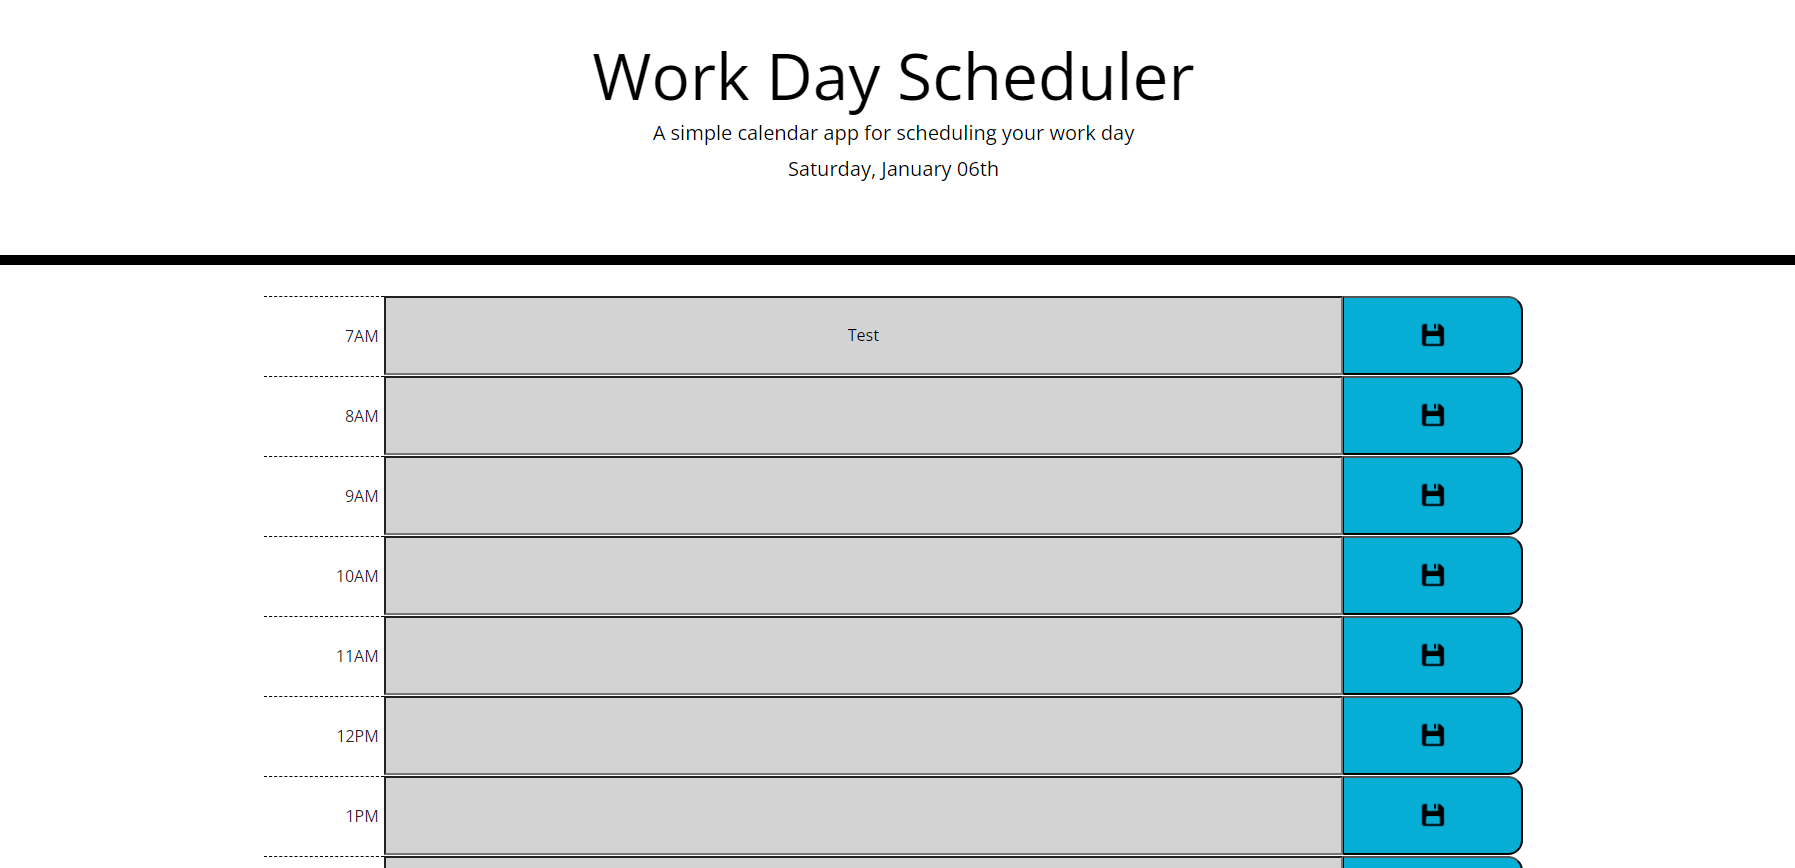 Work Day Scheduler
A simple calendar app for scheduling your work day
Saturday, January 06th
7AM Test
8AM
9AM
10AM
11AM
12PM
1PM